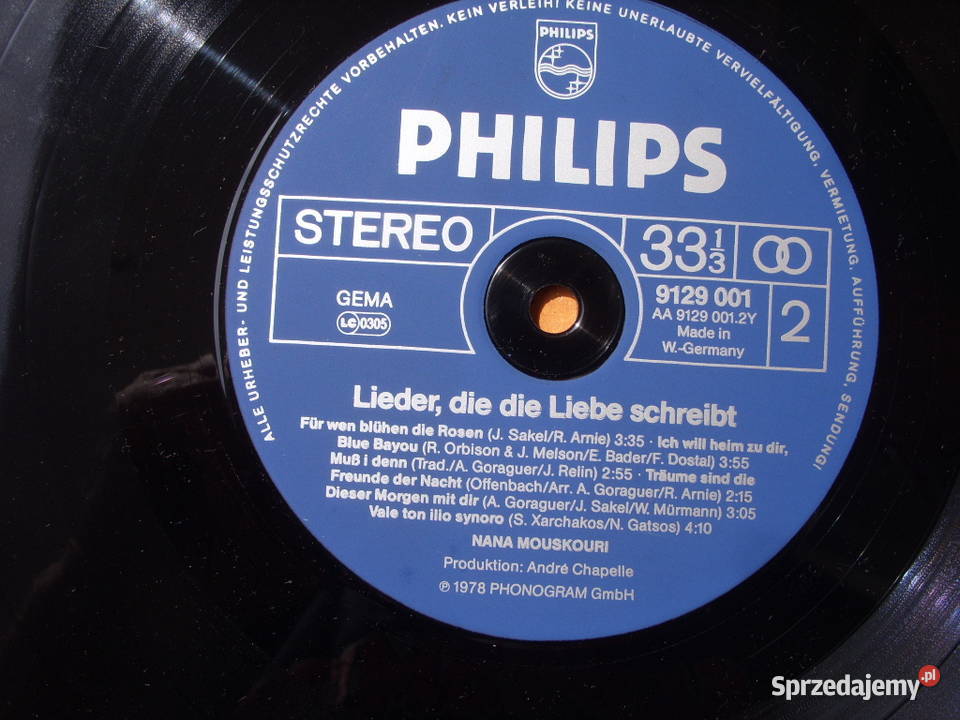 ALLE URHEBER- UND LEISTUNGSSCHUTZRECHTE VORBEHALTEN. KEIN VERLEIH! KEINE UNERLAUBTE VERVIELFÄLTIGUNG, VERMIETUNG, AUFFÜHRUNG, SENDUNG!
PHILIPS
PHILIPS
STEREO
33 1/3
GEMA
LC 0305
9129 001
AA 9129 001.2Y
Made in
W.-Germany
2
Lieder, die die Liebe schreibt
Für wen blühen die Rosen (J. Sakel/R. Arnie) 3:35 · Ich will heim zu dir,
Blue Bayou (R. Orbison & J. Melson/E. Bader/F. Dostal) 3:55
Muß i denn (Trad./A. Goraguer/J. Relin) 2:55 · Träume sind die
Freunde der Nacht (Offenbach/Arr. A. Goraguer/R. Arnie) 2:15
Dieser Morgen mit dir (A. Goraguer/J. Sakel/W. Mürmann) 3:05
Vale ton ilio synoro (S. Xarchakos/N. Gatsos) 4:10
NANA MOUSKOURI
Produktion: André Chapelle
℗ 1978 PHONOGRAM GmbH
Sprzedajemy.pl